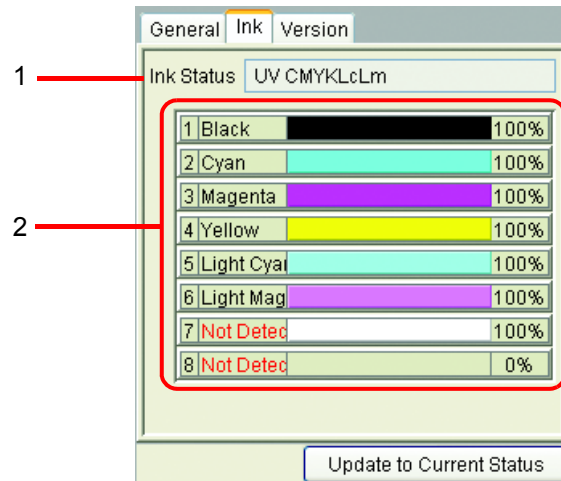 General Ink Version
1 Ink Status UV CMYKLcLm
1 Black 100%
2 Cyan 100%
3 Magenta 100%
2 4 Yellow 100%
5 Light Cyai 100%
6 Light Mag 100%
7 Not Detec 100%
8 Not Detec 0%
Update to Current Status